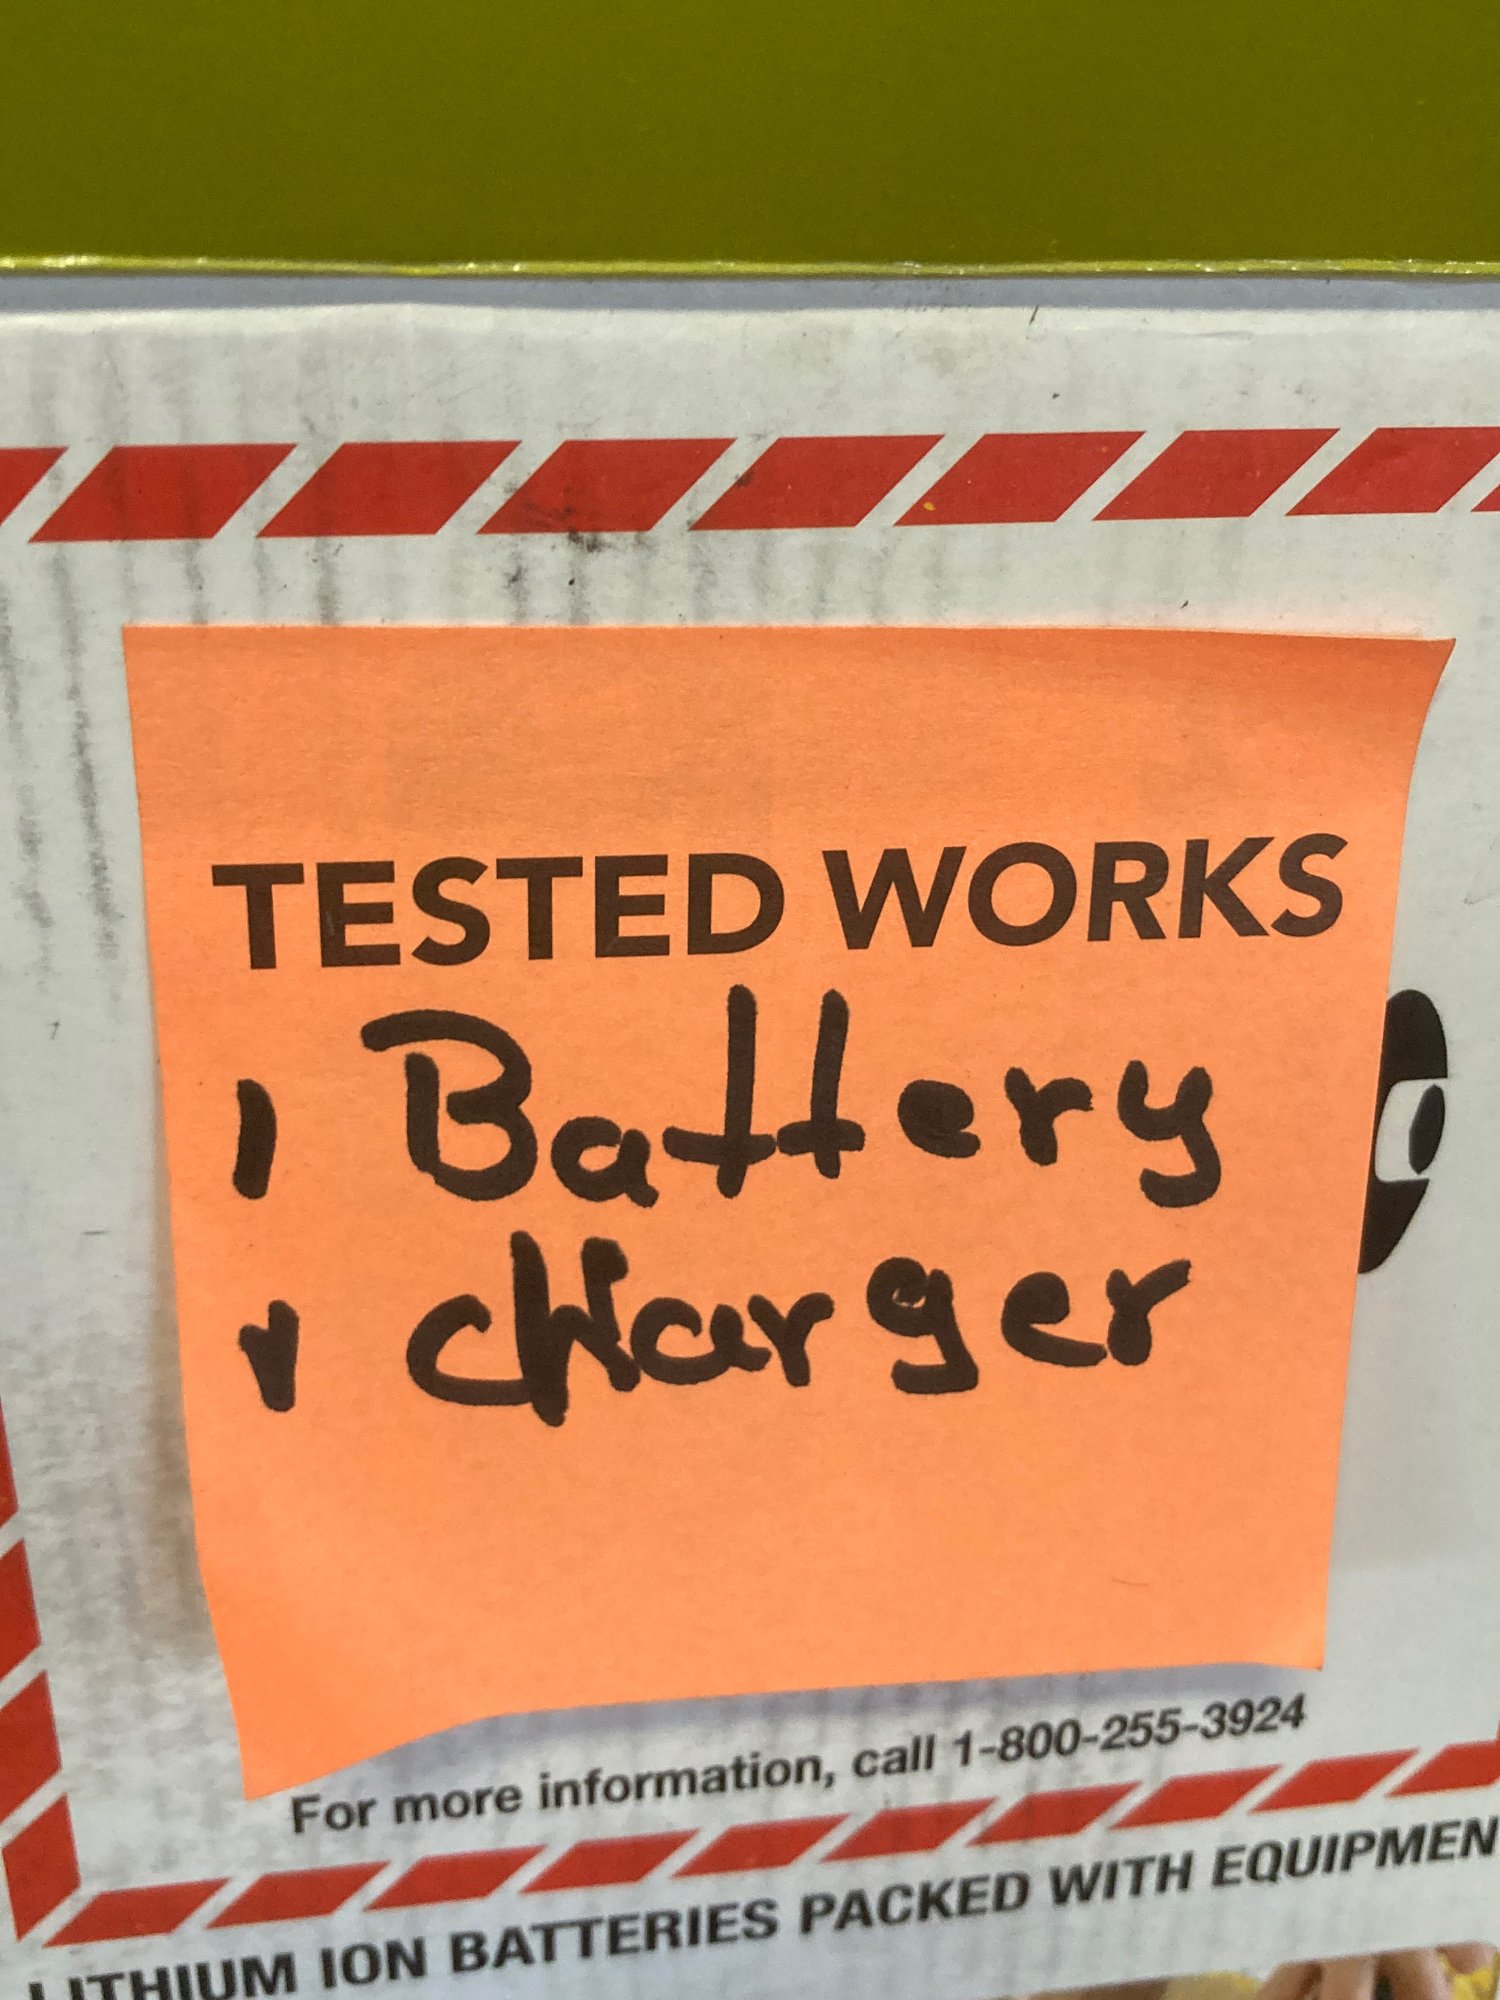 TESTED WORKS
1 Battery
1 charger
For more information, call 1-800-255-3924
LITHIUM ION BATTERIES PACKED WITH EQUIPMEN